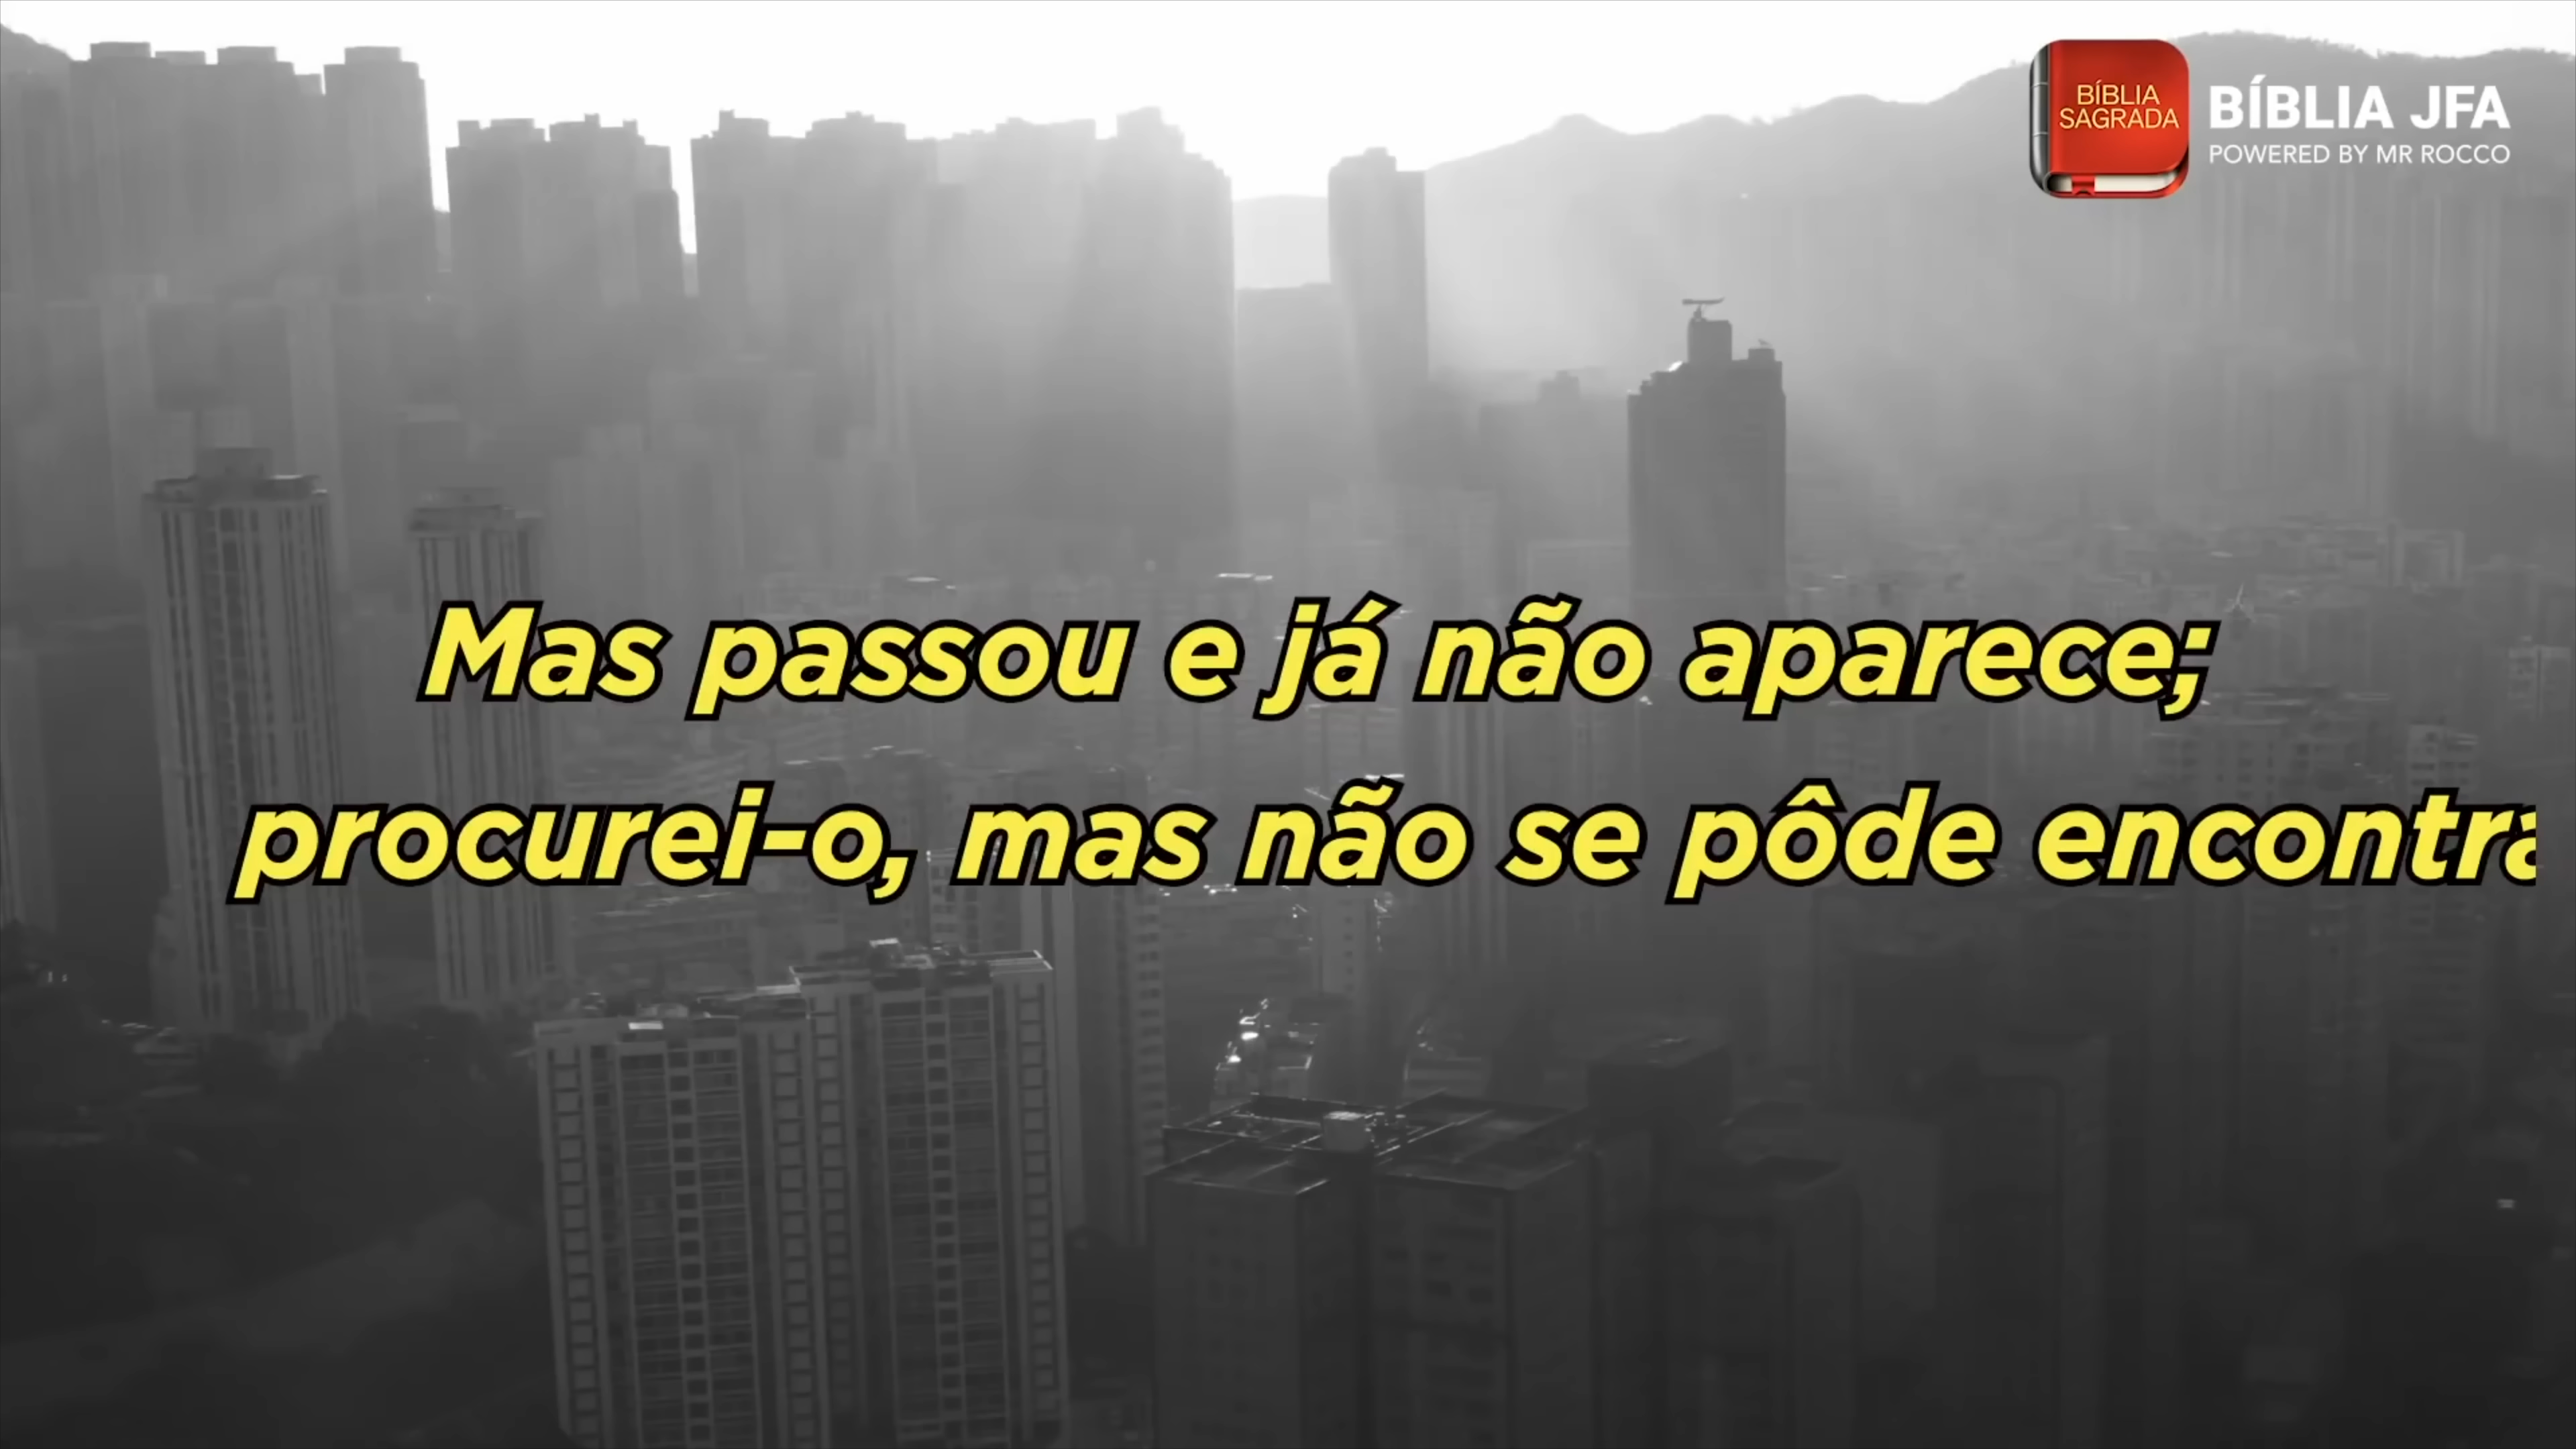 BÍBLIA
SAGRADA
BÍBLIA JFA
POWERED BY MR ROCCO
Mas passou e já não aparece;
procurei-o, mas não se pôde encontra